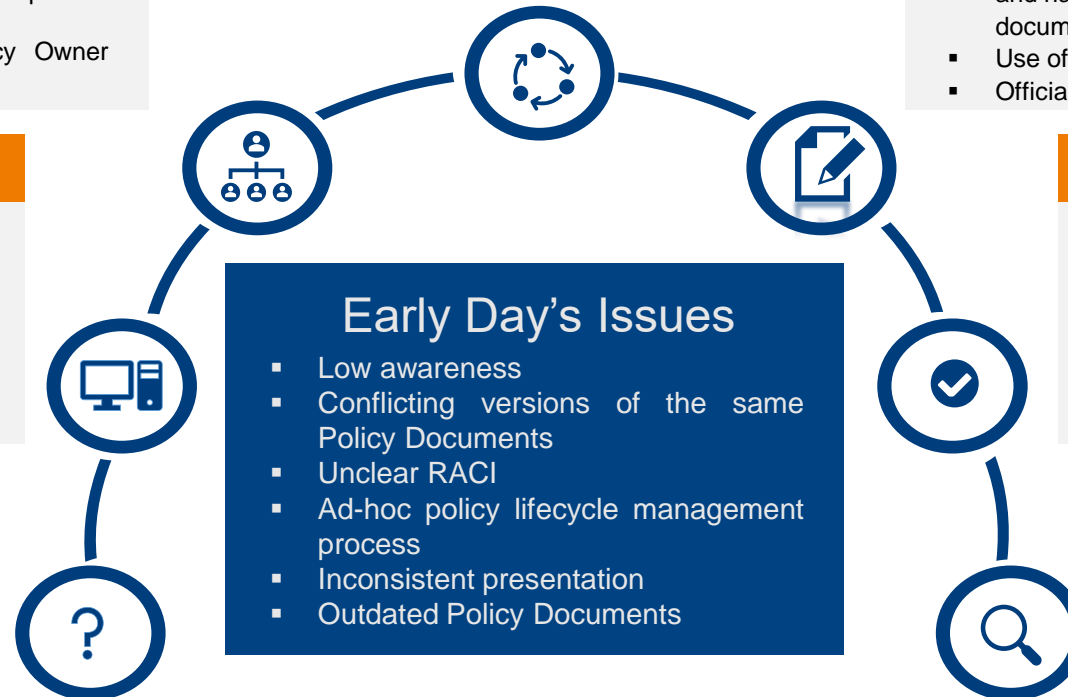 cy Owner
docum
Use of
Officia
Early Day’s Issues
▪ Low awareness
▪ Conflicting versions of the same
Policy Documents
▪ Unclear RACI
▪ Ad-hoc policy lifecycle management
process
▪ Inconsistent presentation
▪ Outdated Policy Documents
?